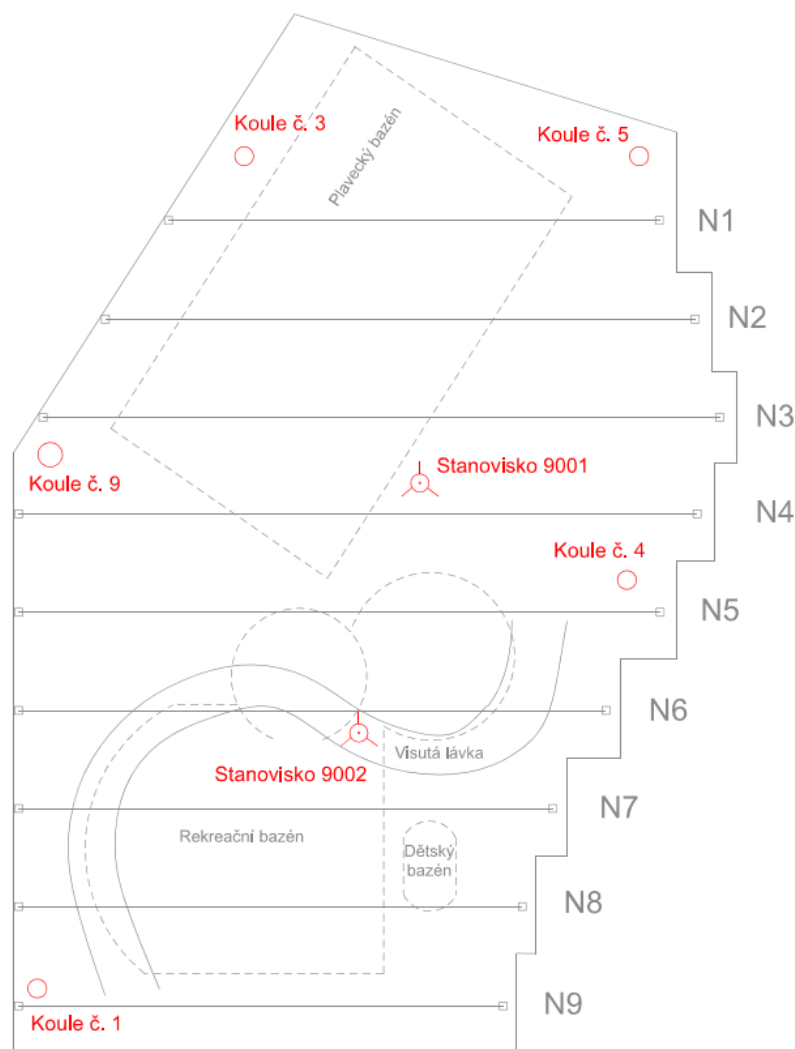 Koule č. 3
Koule č. 5
Plavecký bazén
N1
N2
N3
Koule č. 9
Stanovisko 9001
N4
Koule č. 4
N5
N6
Visutá lávka
Stanovisko 9002
N7
Rekreační bazén
Dětský
bazén
N8
N9
Koule č. 1